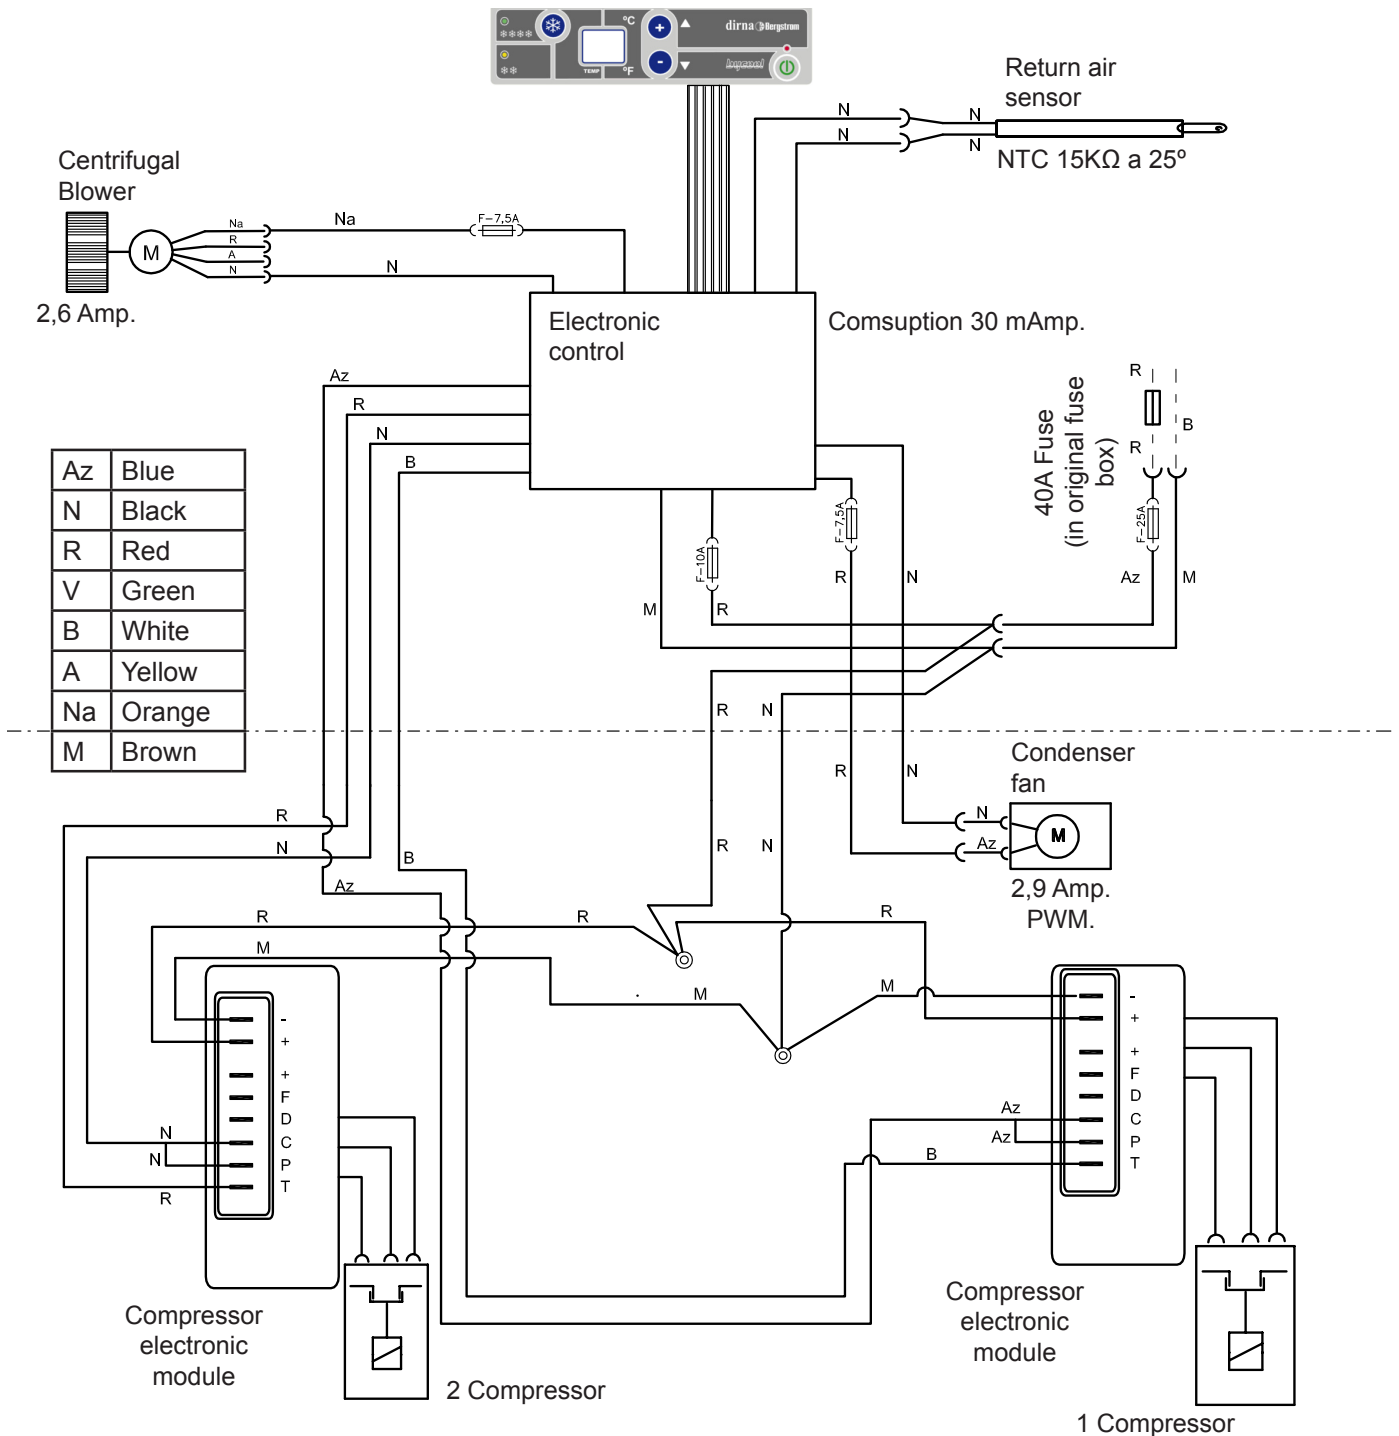 °C
°F
TEMP
+
-
dirna Bergstrom
bycool
Return air
sensor
N
N
N
N
NTC 15KΩ a 25º
Centrifugal
Blower
M
Na
R
A
N
Na
N
F-7,5A
2,6 Amp.
Electronic
control
Comsuption 30 mAmp.
Az
R
N
B
40A Fuse
(in original fuse
box)
R
R
B
F-25A
Az
M
F-10A
F-7,5A
M
R
R
N
Az Blue
N Black
R Red
V Green
B White
A Yellow
Na Orange
M Brown
R
N
R
N
R
N
Condenser
fan
N
Az
M
2,9 Amp.
PWM.
R
N
B
Az
R
R
R
M
M
M
-
+
+
F
D
C
P
T
N
N
R
-
+
+
F
D
C
P
T
Az
Az
B
Compressor
electronic
module
2 Compressor
Compressor
electronic
module
1 Compressor